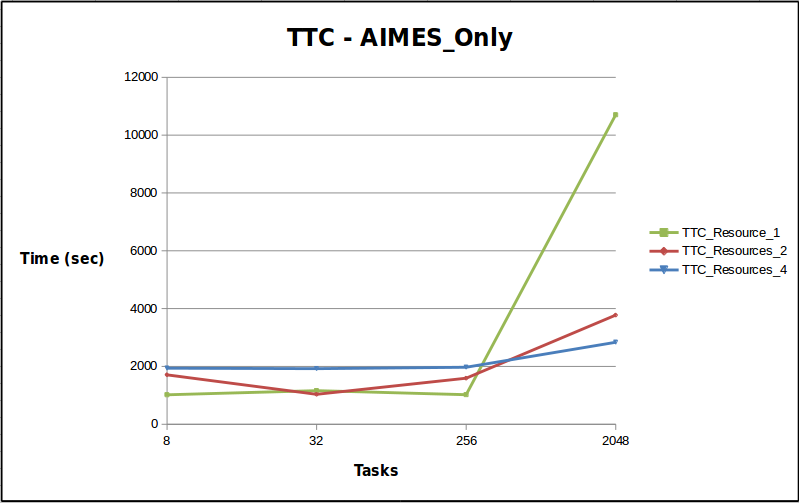 TTC - AIMES_Only
12000
10000
8000
6000
4000
2000
0
Time (sec)
8
32
256
2048
Tasks
TTC_Resource_1
TTC_Resources_2
TTC_Resources_4